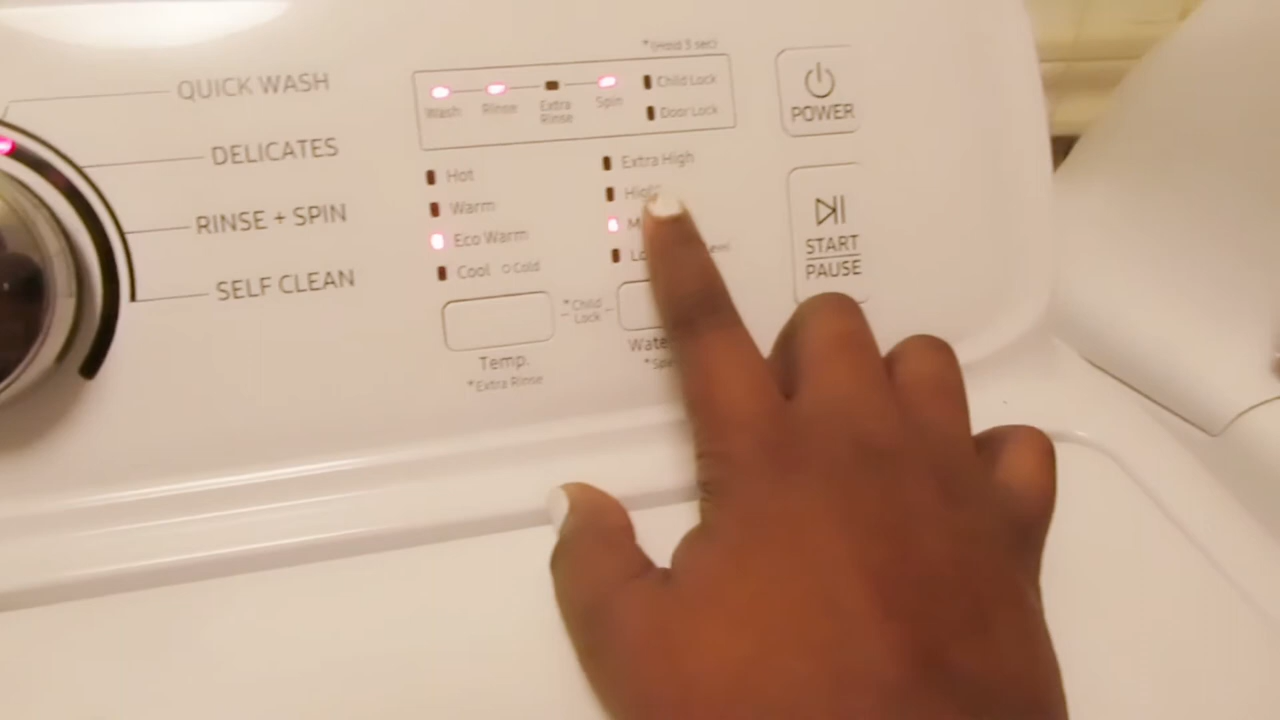 *(Hold 3 sec)
QUICK WASH
Wash
Rinse
Extra
Rinse
Spin
Child Lock
Door Lock
POWER
DELICATES
Hot
Extra High
RINSE + SPIN
Warm
Eco Warm
START
PAUSE
SELF CLEAN
Cool
Cold
*Child
Lock
Temp.
*Extra Rinse